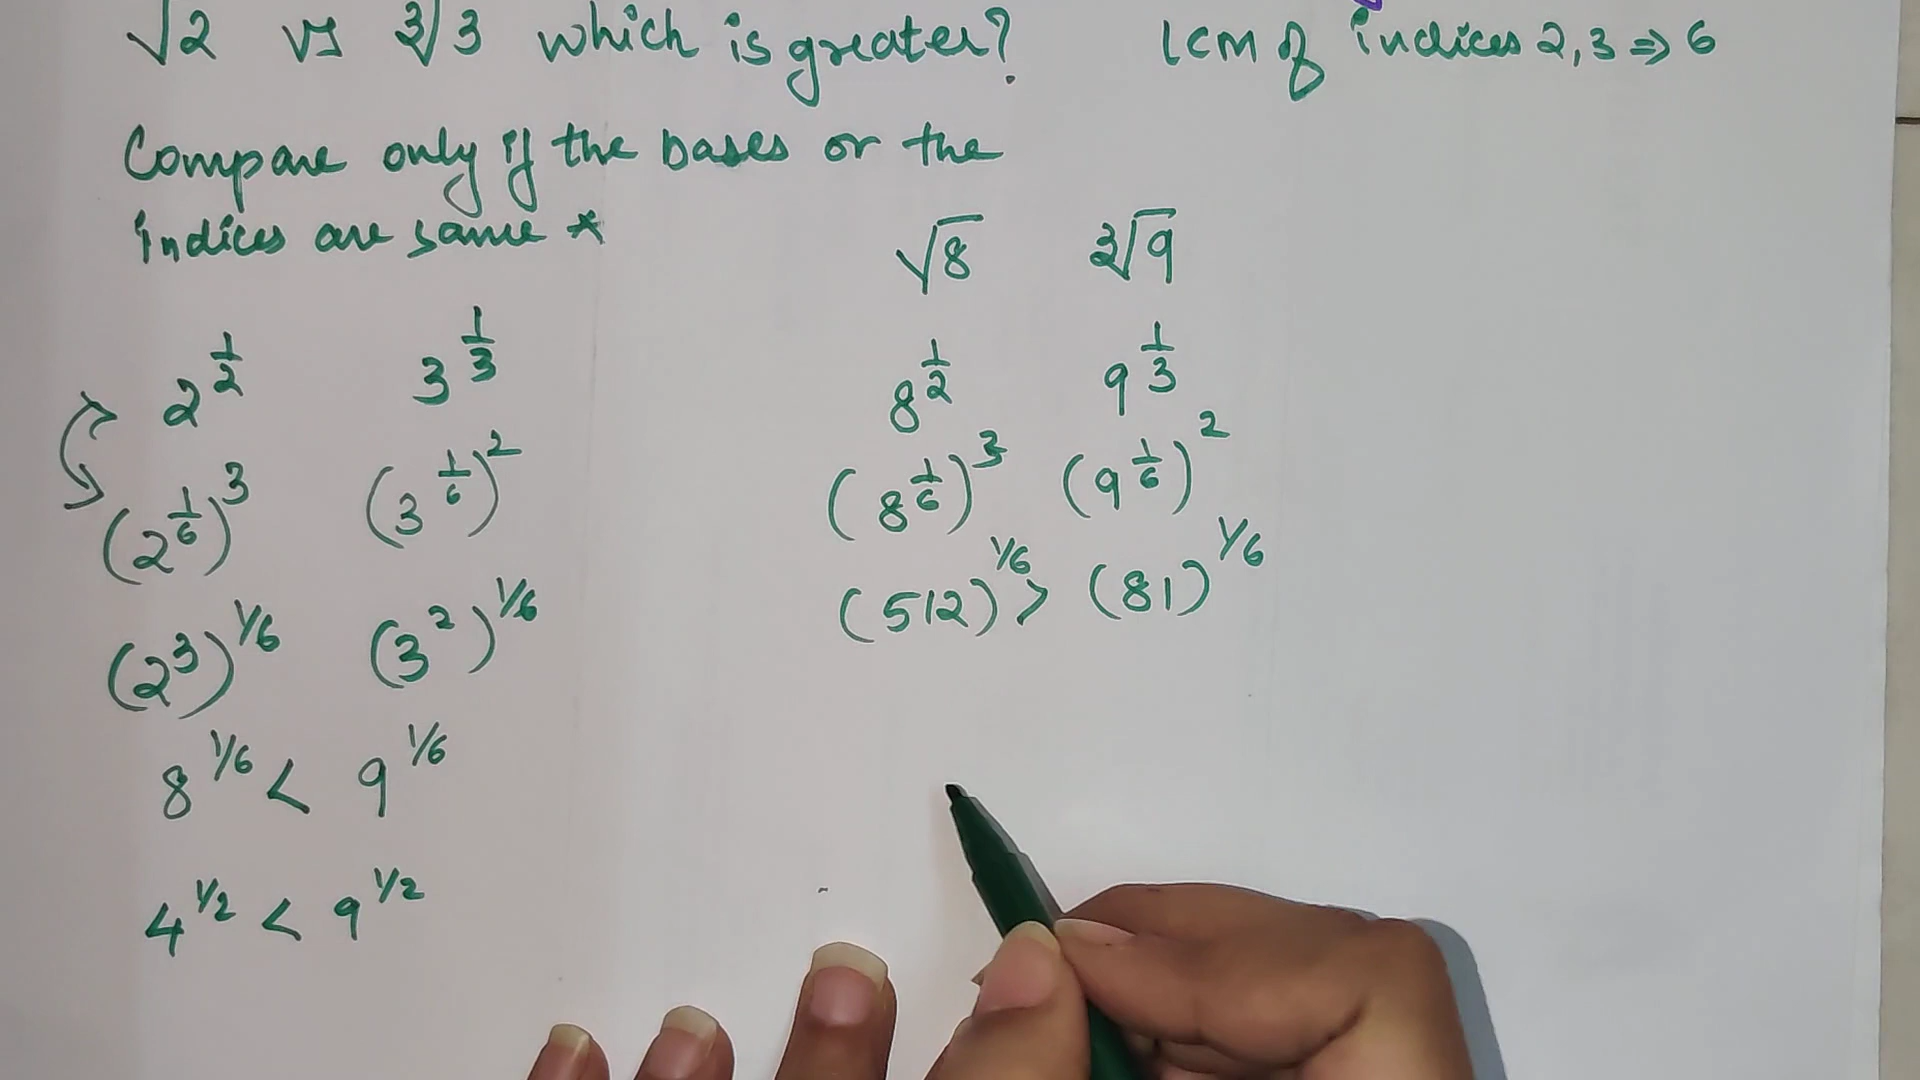 √2 vs ∛3 which is greater? LCM of indices 2,3 ⇒ 6
Compare only if the bases or the
indices are same *
2^{1/2} 3^{1/3}
(2^{1/6})^3 (3^{1/6})^2
(2^3)^{1/6} (3^2)^{1/6}
8^{1/6} < 9^{1/6}
4^{1/2} < 9^{1/2}
√8 ∛9
8^{1/2} 9^{1/3}
(8^{1/6})^3 (9^{1/6})^2
(512)^{1/6} > (81)^{1/6}